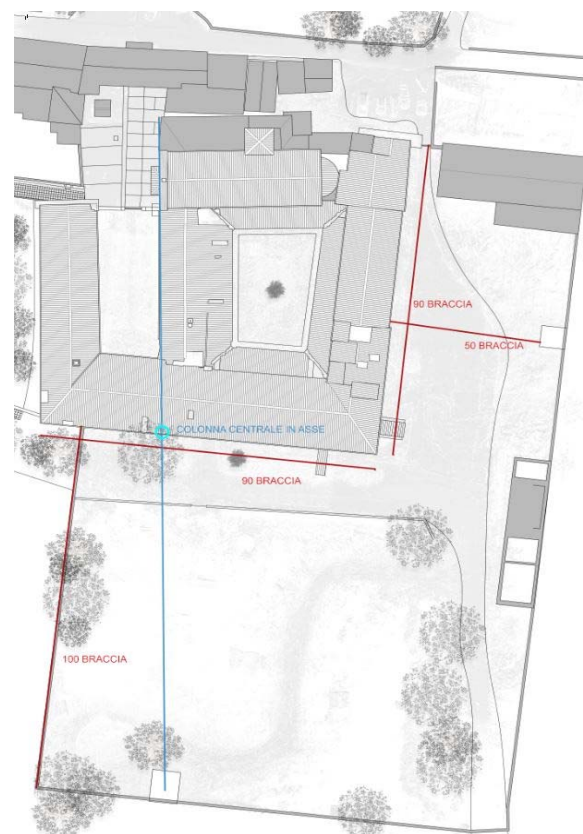 90 BRACCIA
50 BRACCIA
COLONNA CENTRALE IN ASSE
90 BRACCIA
100 BRACCIA